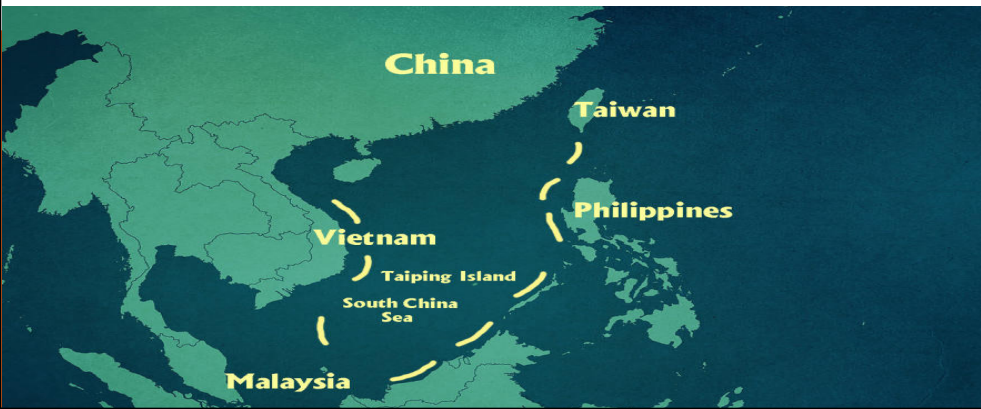 China
Taiwan
Philippines
Vietnam
Taiping Island
South China
Sea
Malaysia